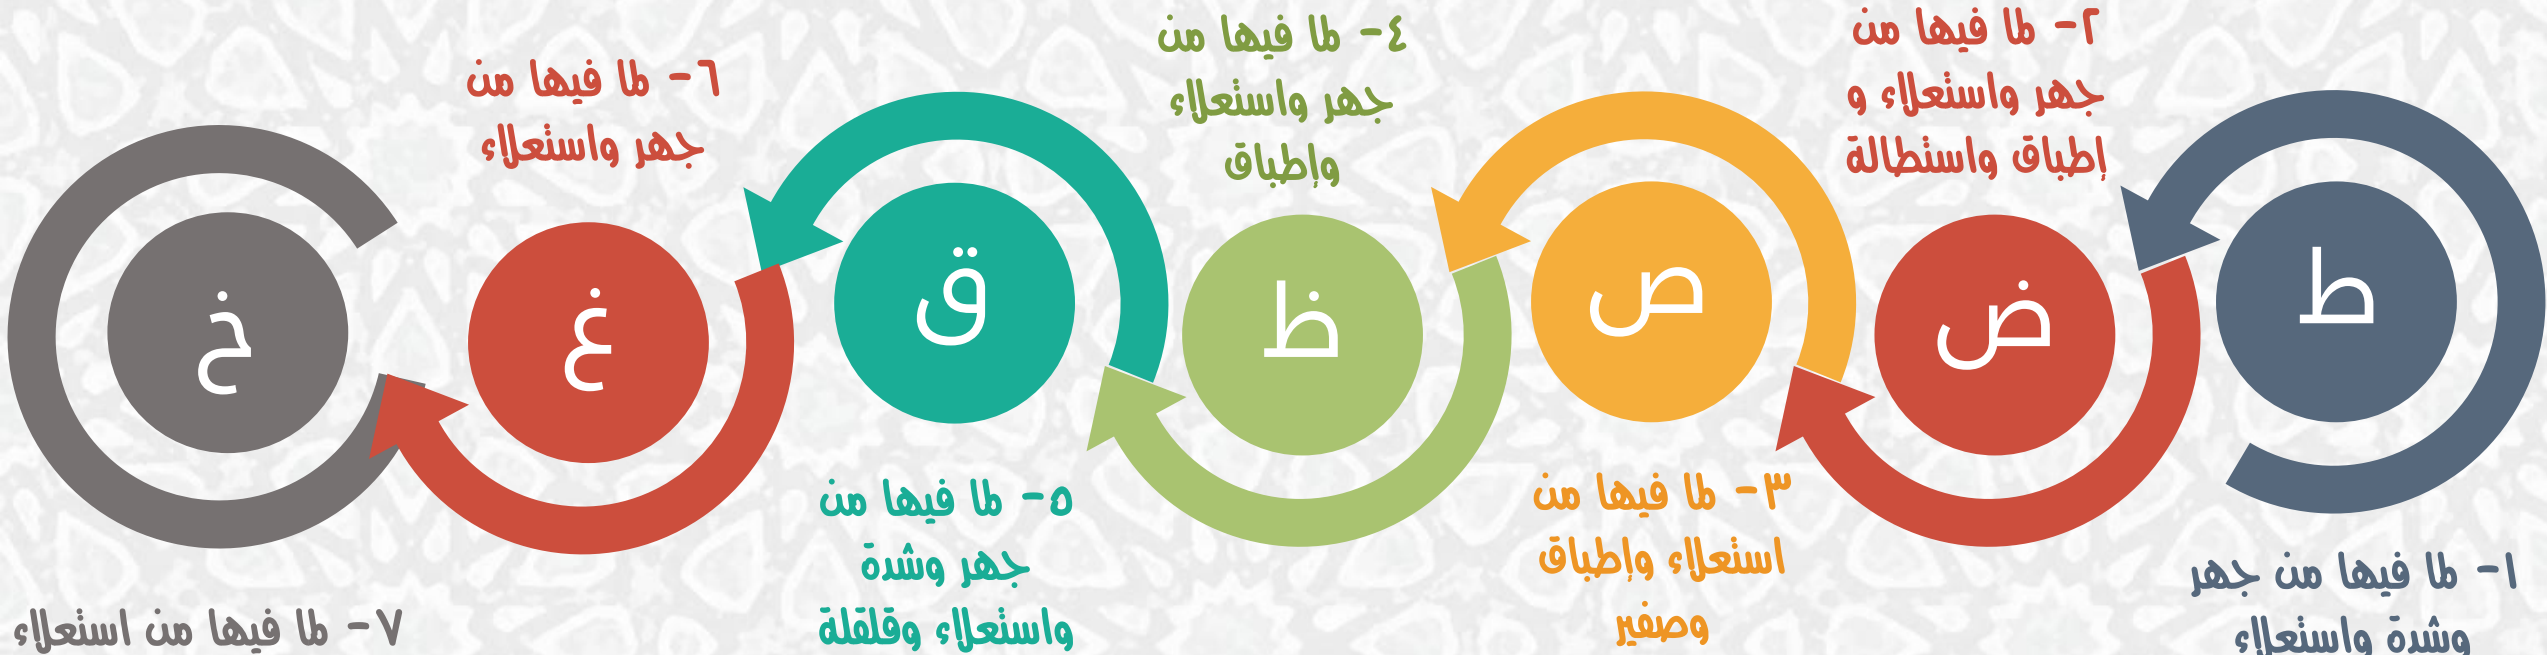 ط
١- لما فيها من جهر
وشدة واستعلاء
ض
٢- لما فيها من
جهر واستعلاء و
إطباق واستطالة
ص
٣- لما فيها من
استعلاء وإطباق
وصفير
ظ
٤- لما فيها من
جهر واستعلاء
وإطباق
ق
٥- لما فيها من
جهر وشدة
واستعلاء وقلقلة
غ
٦- لما فيها من
جهر واستعلاء
خ
٧- لما فيها من استعلاء